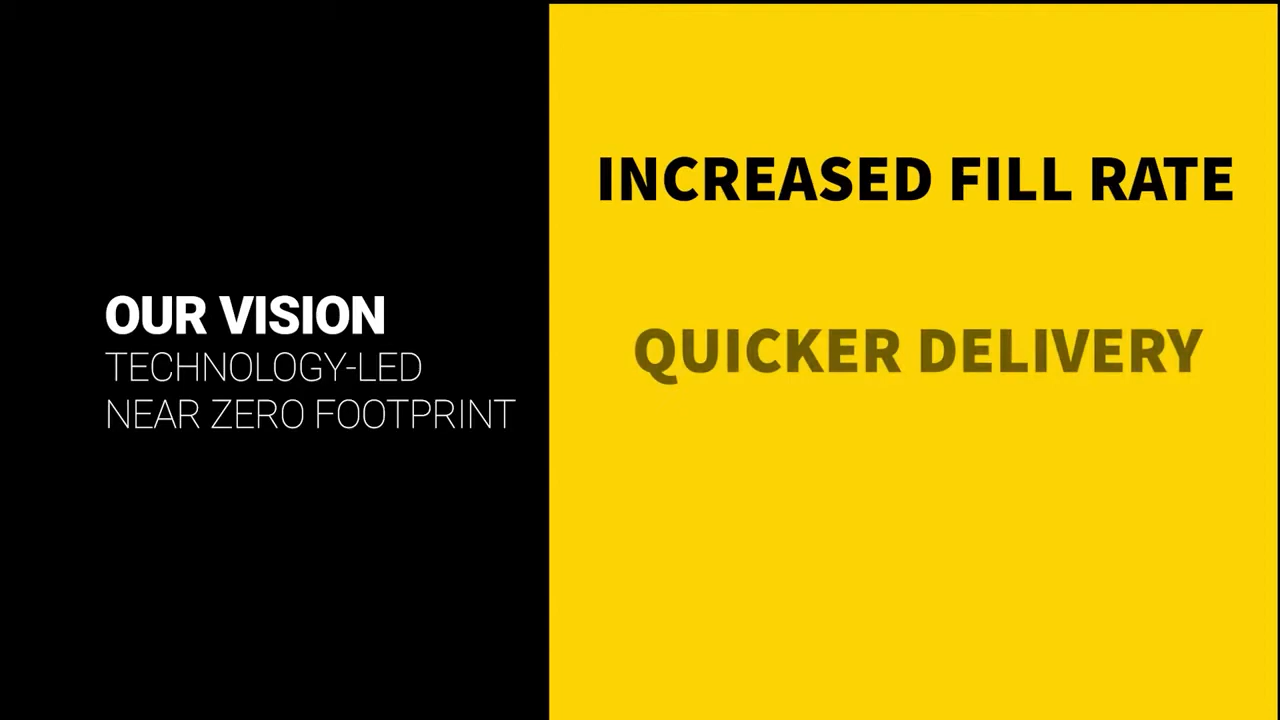 OUR VISION
TECHNOLOGY-LED
NEAR ZERO FOOTPRINT
INCREASED FILL RATE
QUICKER DELIVERY